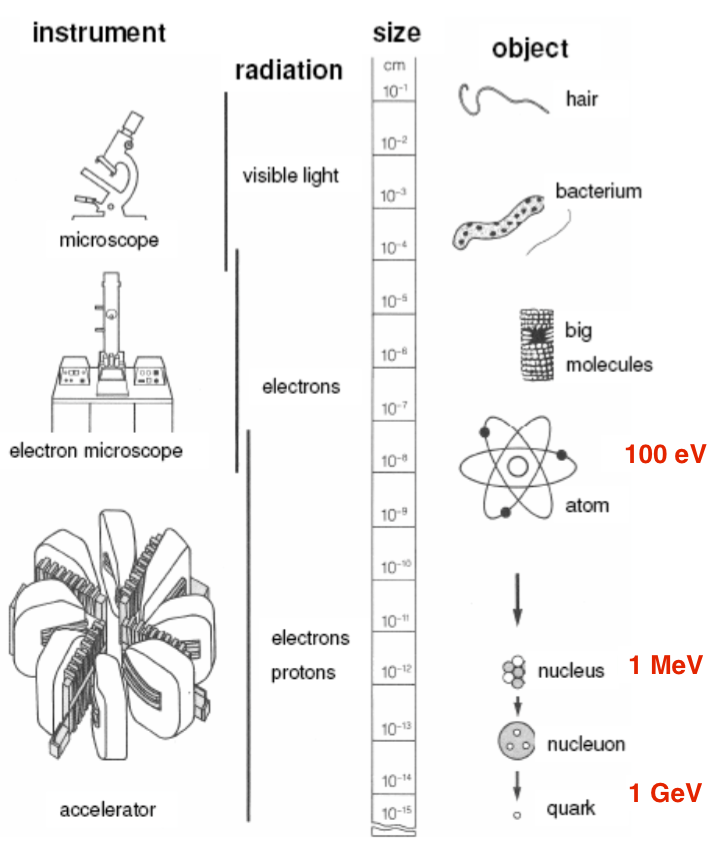 instrument
radiation
size
object
cm
10⁻¹
hair
10⁻²
visible light
10⁻³
bacterium
microscope
10⁻⁴
10⁻⁵
big
10⁻⁶
molecules
electrons
10⁻⁷
electron microscope
100 eV
10⁻⁸
atom
10⁻⁹
10⁻¹⁰
10⁻¹¹
electrons
protons
10⁻¹²
nucleus
1 MeV
10⁻¹³
nucleuon
10⁻¹⁴
1 GeV
accelerator
10⁻¹⁵
quark